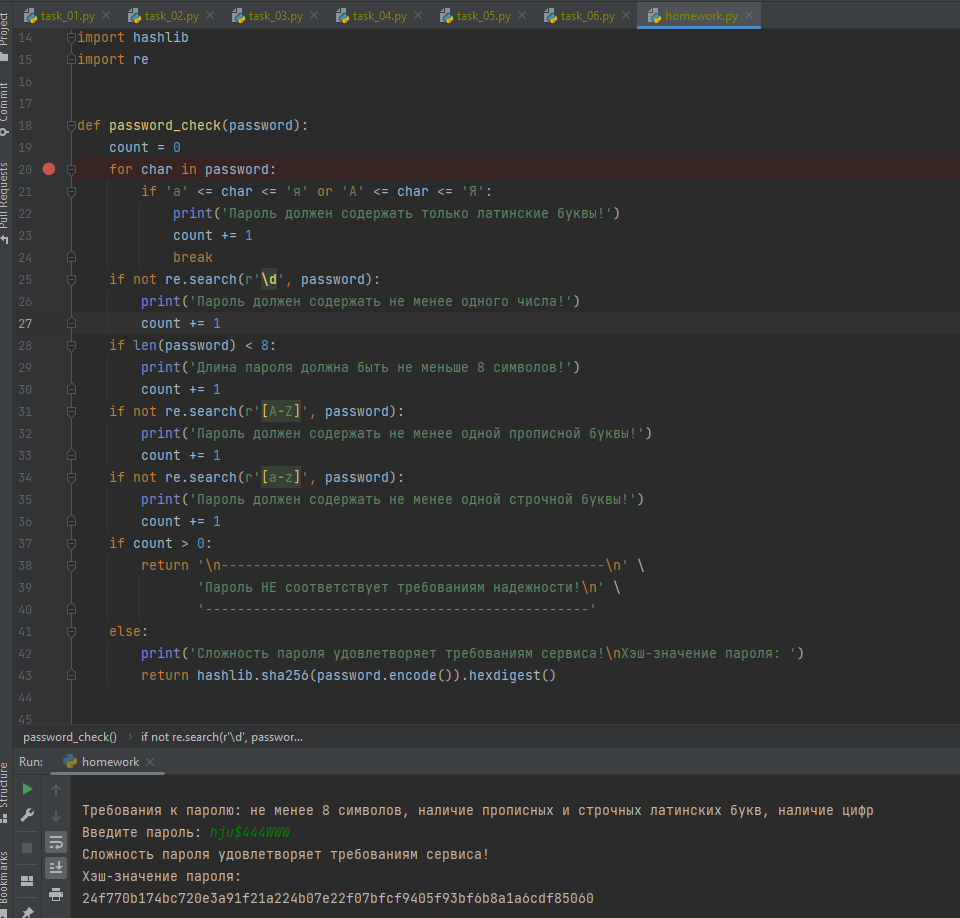 task_01.py task_02.py task_03.py task_04.py task_05.py task_06.py homework.py
Project
Commit
Pull Requests
14 import hashlib
15 import re
16
17
18 def password_check(password):
19 count = 0
20 for char in password:
21 if 'а' <= char <= 'я' or 'А' <= char <= 'Я':
22 print('Пароль должен содержать только латинские буквы!')
23 count += 1
24 break
25 if not re.search(r'\d', password):
26 print('Пароль должен содержать не менее одного числа!')
27 count += 1
28 if len(password) < 8:
29 print('Длина пароля должна быть не меньше 8 символов!')
30 count += 1
31 if not re.search(r'[A-Z]', password):
32 print('Пароль должен содержать не менее одной прописной буквы!')
33 count += 1
34 if not re.search(r'[a-z]', password):
35 print('Пароль должен содержать не менее одной строчной буквы!')
36 count += 1
37 if count > 0:
38 return '\n------------------------------------------------\n' \
39 'Пароль НЕ соответствует требованиям надежности!\n' \
40 '------------------------------------------------'
41 else:
42 print('Сложность пароля удовлетворяет требованиям сервиса!\nХэш-значение пароля: ')
43 return hashlib.sha256(password.encode()).hexdigest()
44
45
password_check() › if not re.search(r'\d', passwor...
Run: homework
Structure
Bookmarks
Требования к паролю: не менее 8 символов, наличие прописных и строчных латинских букв, наличие цифр
Введите пароль: hju$444WWW
Сложность пароля удовлетворяет требованиям сервиса!
Хэш-значение пароля:
24f770b174bc720e3a91f21a224b07e22f07bfcf9405f93bf6b8a1a6cdf85060